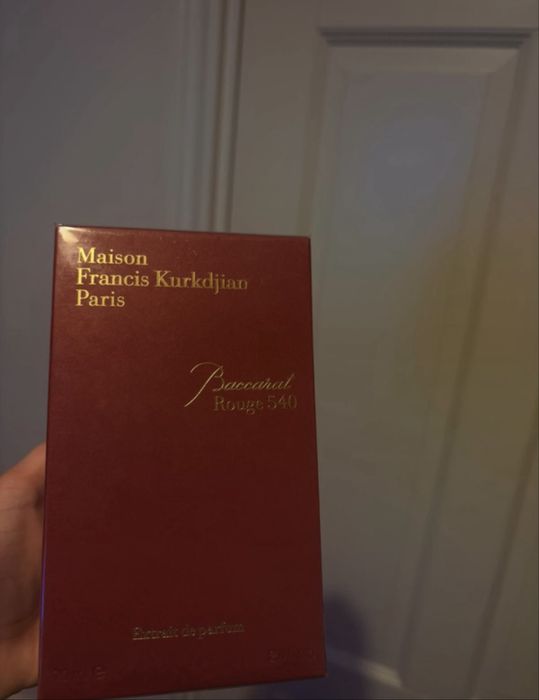 Maison
Francis Kurkdjian
Paris
Baccarat
Rouge 540
Extrait de parfum